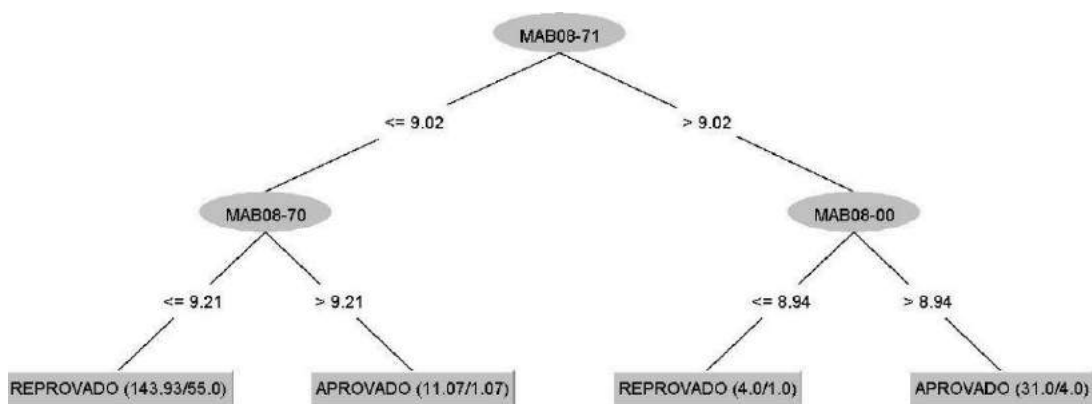 MAB08-71
<= 9.02
> 9.02
MAB08-70
MAB08-00
<= 9.21
> 9.21
<= 8.94
> 8.94
REPROVADO (143.93/55.0)
APROVADO (11.07/1.07)
REPROVADO (4.0/1.0)
APROVADO (31.0/4.0)